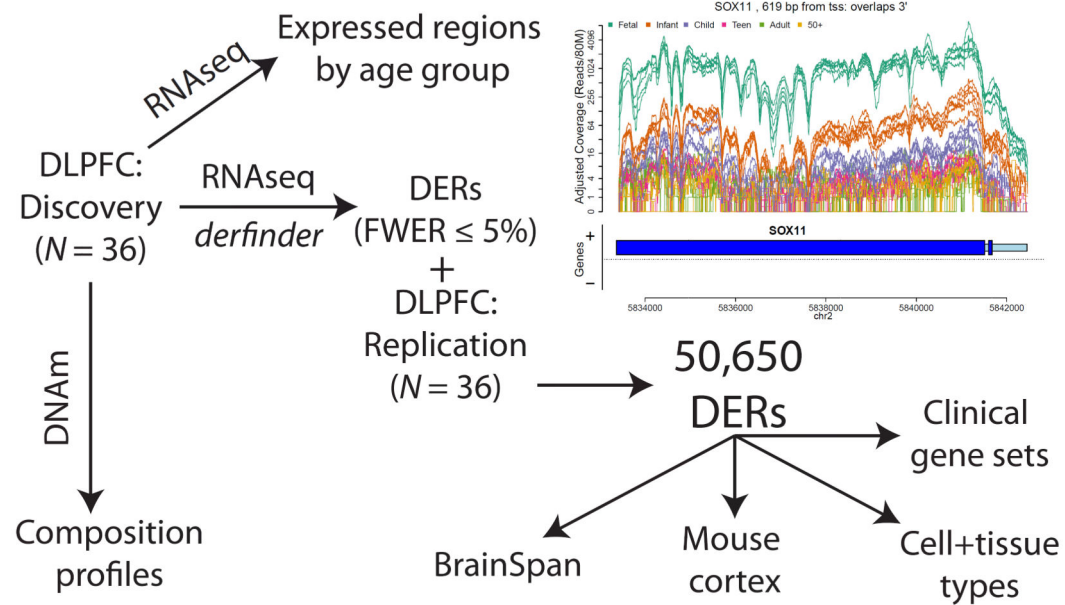 Expressed regions
by age group
RNAseq
DLPFC:
Discovery
(N = 36)
RNAseq
derfinder
DERs
(FWER ≤ 5%)
+
DLPFC:
Replication
(N = 36)
DNAm
Composition
profiles
SOX11 , 619 bp from tss: overlaps 3'
Fetal Infant Child Teen Adult 50+
Adjusted Coverage (Reads/80M)
4096
1024
256
64
16
4
1
1
0
SOX11
Genes
+
−
5834000 5836000 5838000 5840000 5842000
chr2
50,650
DERs
Clinical
gene sets
BrainSpan
Mouse
cortex
Cell+tissue
types